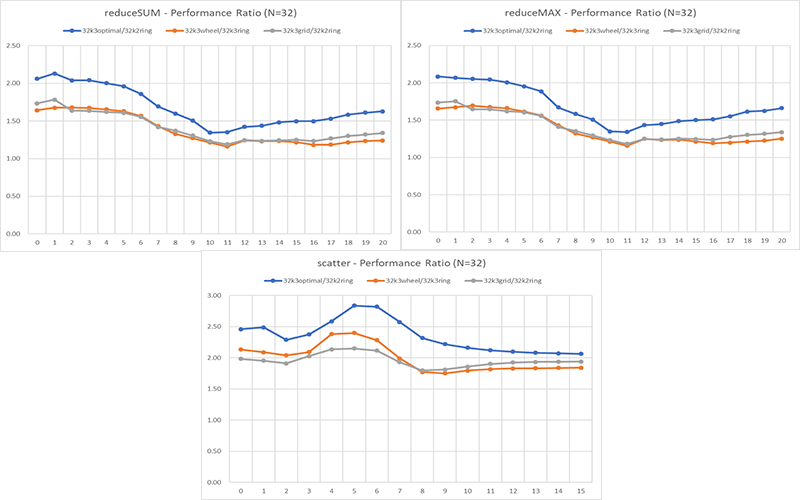 reduceSUM - Performance Ratio (N=32)
32k3optimal/32k2ring 32k3wheel/32k3ring 32k3grid/32k2ring
2.50
2.00
1.50
1.00
0.50
0.00
0 1 2 3 4 5 6 7 8 9 10 11 12 13 14 15 16 17 18 19 20
reduceMAX - Performance Ratio (N=32)
32k3optimal/32k2ring 32k3wheel/32k3ring 32k3grid/32k2ring
2.50
2.00
1.50
1.00
0.50
0.00
0 1 2 3 4 5 6 7 8 9 10 11 12 13 14 15 16 17 18 19 20
scatter - Performance Ratio (N=32)
32k3optimal/32k2ring 32k3wheel/32k3ring 32k3grid/32k2ring
3.00
2.50
2.00
1.50
1.00
0.50
0.00
0 1 2 3 4 5 6 7 8 9 10 11 12 13 14 15